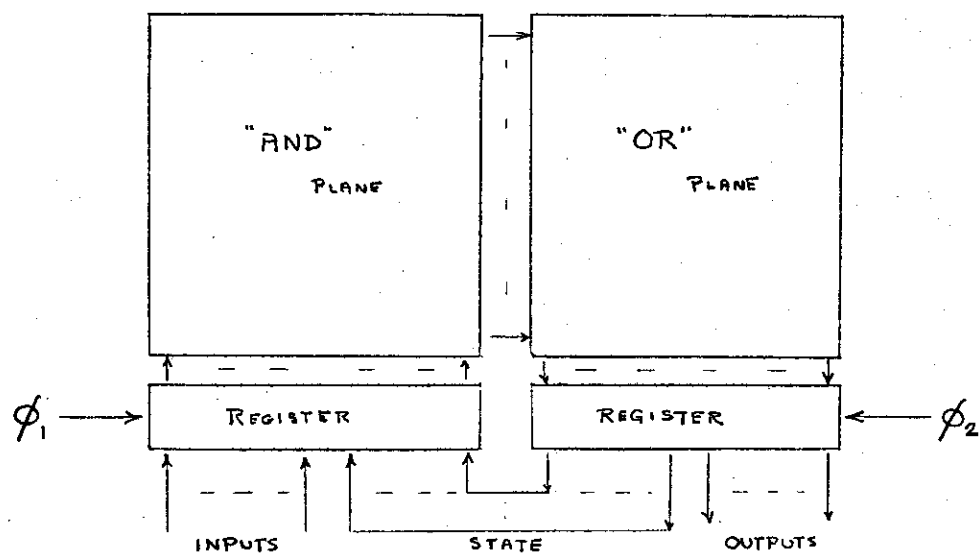 "AND"
PLANE
"OR"
PLANE
ϕ₁
REGISTER
REGISTER
ϕ₂
INPUTS
STATE
OUTPUTS